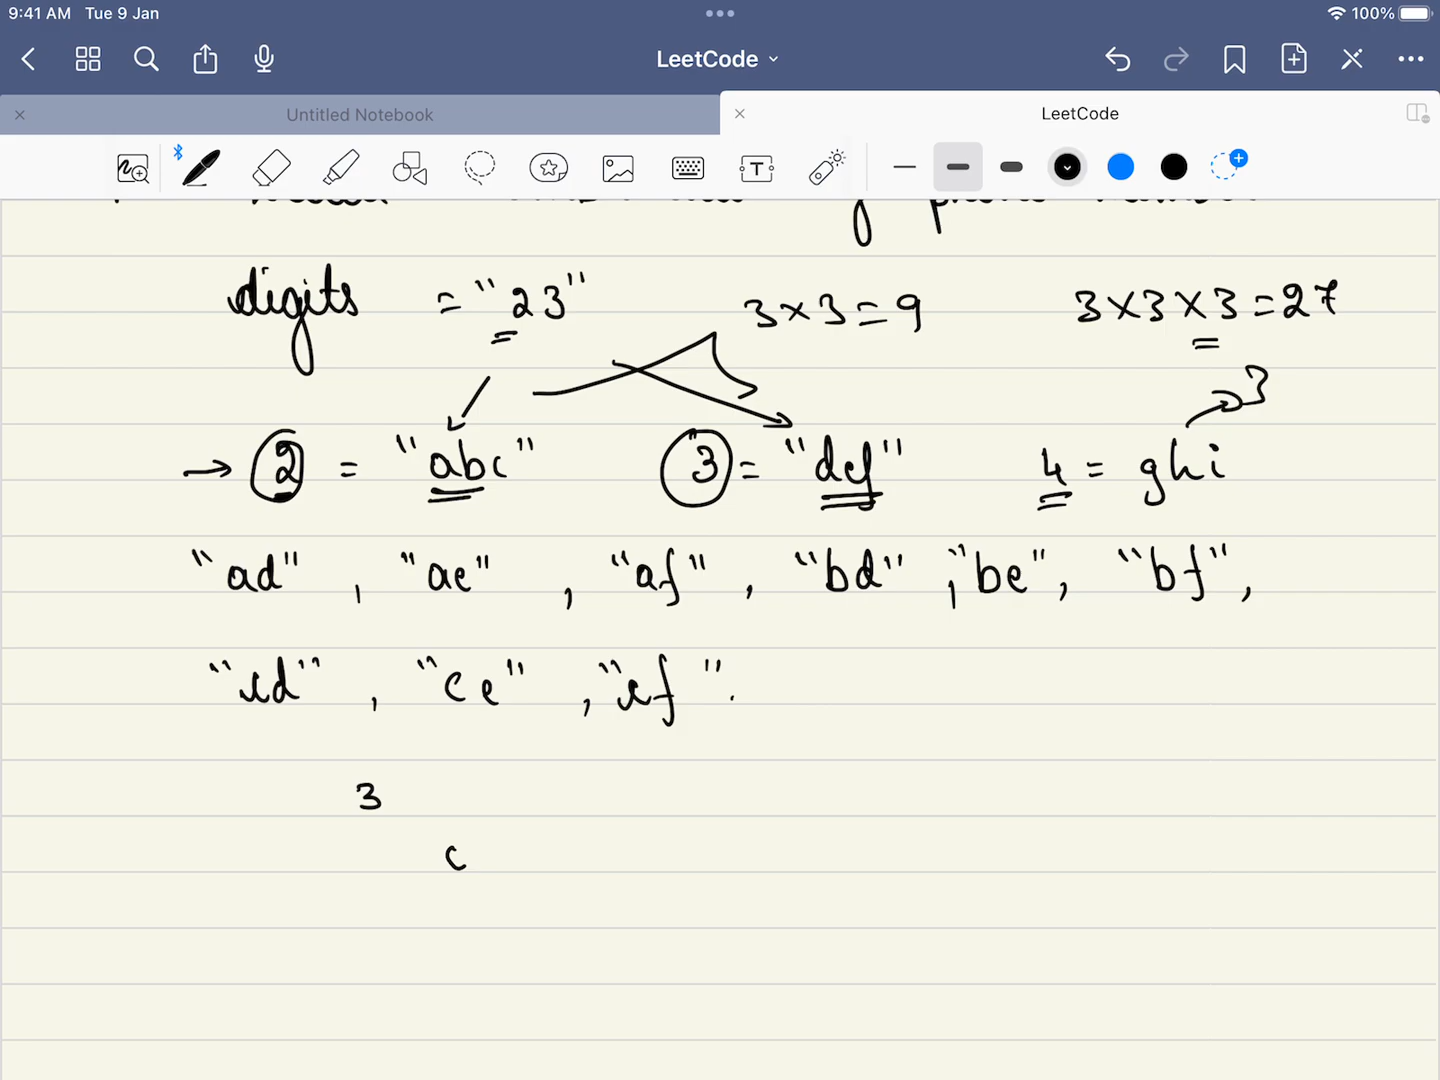 9:41 AM Tue 9 Jan
100%
LeetCode
Untitled Notebook
LeetCode
T
digits = "23" 3×3=9 3×3×3=27
3
→ 2 = "abc" 3 = "def" 4 = ghi
"ad", "ae", "af", "bd", "be", "bf",
"cd", "ce", "cf".
3
c